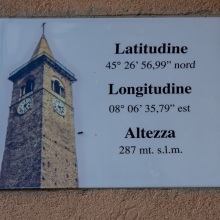 Latitudine
45° 26' 56,99” nord
Longitudine
08° 06' 35,79” est
Altezza
287 mt. s.l.m.